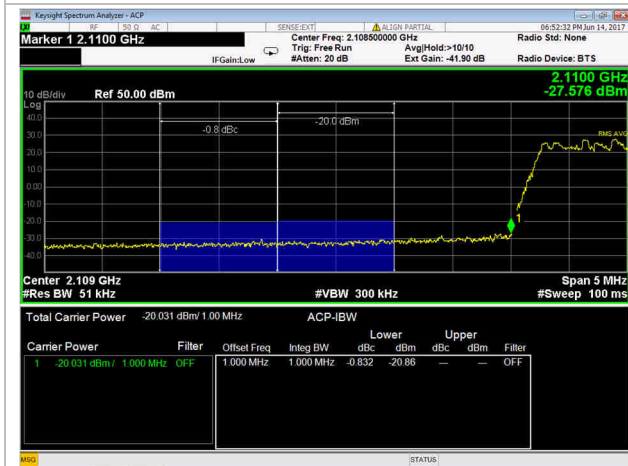 Keysight Spectrum Analyzer - ACP
RF 50 Ω AC SENSE:EXT ALIGN PARTIAL 06:52:32 PM Jun 14, 2017
Marker 1 2.1100 GHz Center Freq: 2.108500000 GHz Radio Std: None
Trig: Free Run Avg|Hold:>10/10
IFGain:Low #Atten: 20 dB Ext Gain: -41.90 dB Radio Device: BTS
2.1100 GHz
10 dB/div Ref 50.00 dBm -27.576 dBm
Log
40.0
-0.8 dBc -20.0 dBm
30.0 RMS AVG
20.0
10.0
0.00
-10.0
1
-20.0
-30.0
-40.0
Center 2.109 GHz Span 5 MHz
#Res BW 51 kHz #VBW 300 kHz #Sweep 100 ms
Total Carrier Power -20.031 dBm/ 1.00 MHz ACP-IBW
Lower Upper
Carrier Power Filter Offset Freq Integ BW dBc dBm dBc dBm Filter
1 -20.031 dBm / 1.000 MHz OFF 1.000 MHz 1.000 MHz -0.832 -20.86 --- --- OFF
MSG STATUS